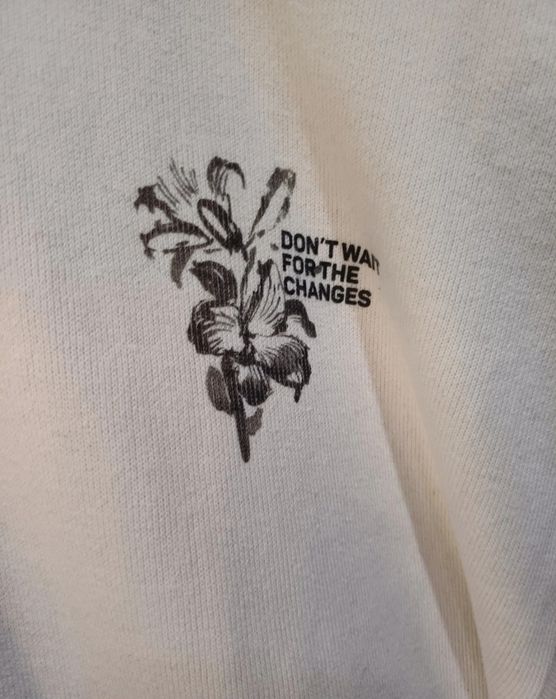 DON'T WAIT
FOR THE
CHANGES